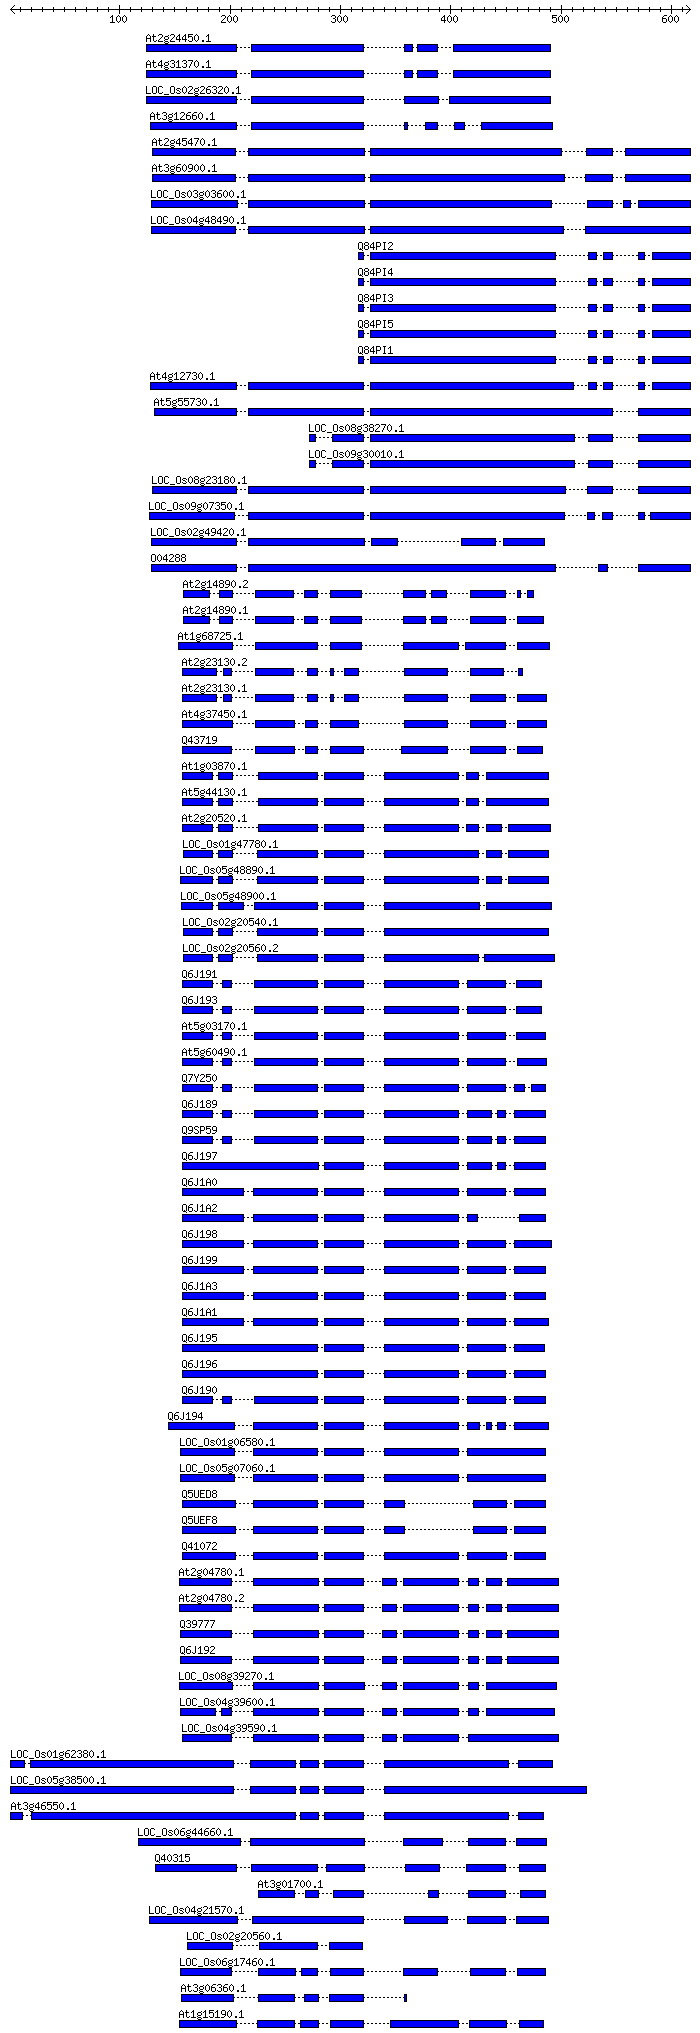 100 200 300 400 500 600
At2g24450.1
At4g31370.1
LOC_Os02g26320.1
At3g12660.1
At2g45470.1
At3g60900.1
LOC_Os03g03600.1
LOC_Os04g48490.1
Q84PI2
Q84PI4
Q84PI3
Q84PI5
Q84PI1
At4g12730.1
At5g55730.1
LOC_Os08g38270.1
LOC_Os09g30010.1
LOC_Os08g23180.1
LOC_Os09g07350.1
LOC_Os02g49420.1
O04288
At2g14890.2
At2g14890.1
At1g68725.1
At2g23130.2
At2g23130.1
At4g37450.1
Q43719
At1g03870.1
At5g44130.1
At2g20520.1
LOC_Os01g47780.1
LOC_Os05g48890.1
LOC_Os05g48900.1
LOC_Os02g20540.1
LOC_Os02g20560.2
Q6J191
Q6J193
At5g03170.1
At5g60490.1
Q7Y250
Q6J189
Q9SP59
Q6J197
Q6J1A0
Q6J1A2
Q6J198
Q6J199
Q6J1A3
Q6J1A1
Q6J195
Q6J196
Q6J190
Q6J194
LOC_Os01g06580.1
LOC_Os05g07060.1
Q5UED8
Q5UEF8
Q41072
At2g04780.1
At2g04780.2
Q39777
Q6J192
LOC_Os08g39270.1
LOC_Os04g39600.1
LOC_Os04g39590.1
LOC_Os01g62380.1
LOC_Os05g38500.1
At3g46550.1
LOC_Os06g44660.1
Q40315
At3g01700.1
LOC_Os04g21570.1
LOC_Os02g20560.1
LOC_Os06g17460.1
At3g06360.1
At1g15190.1